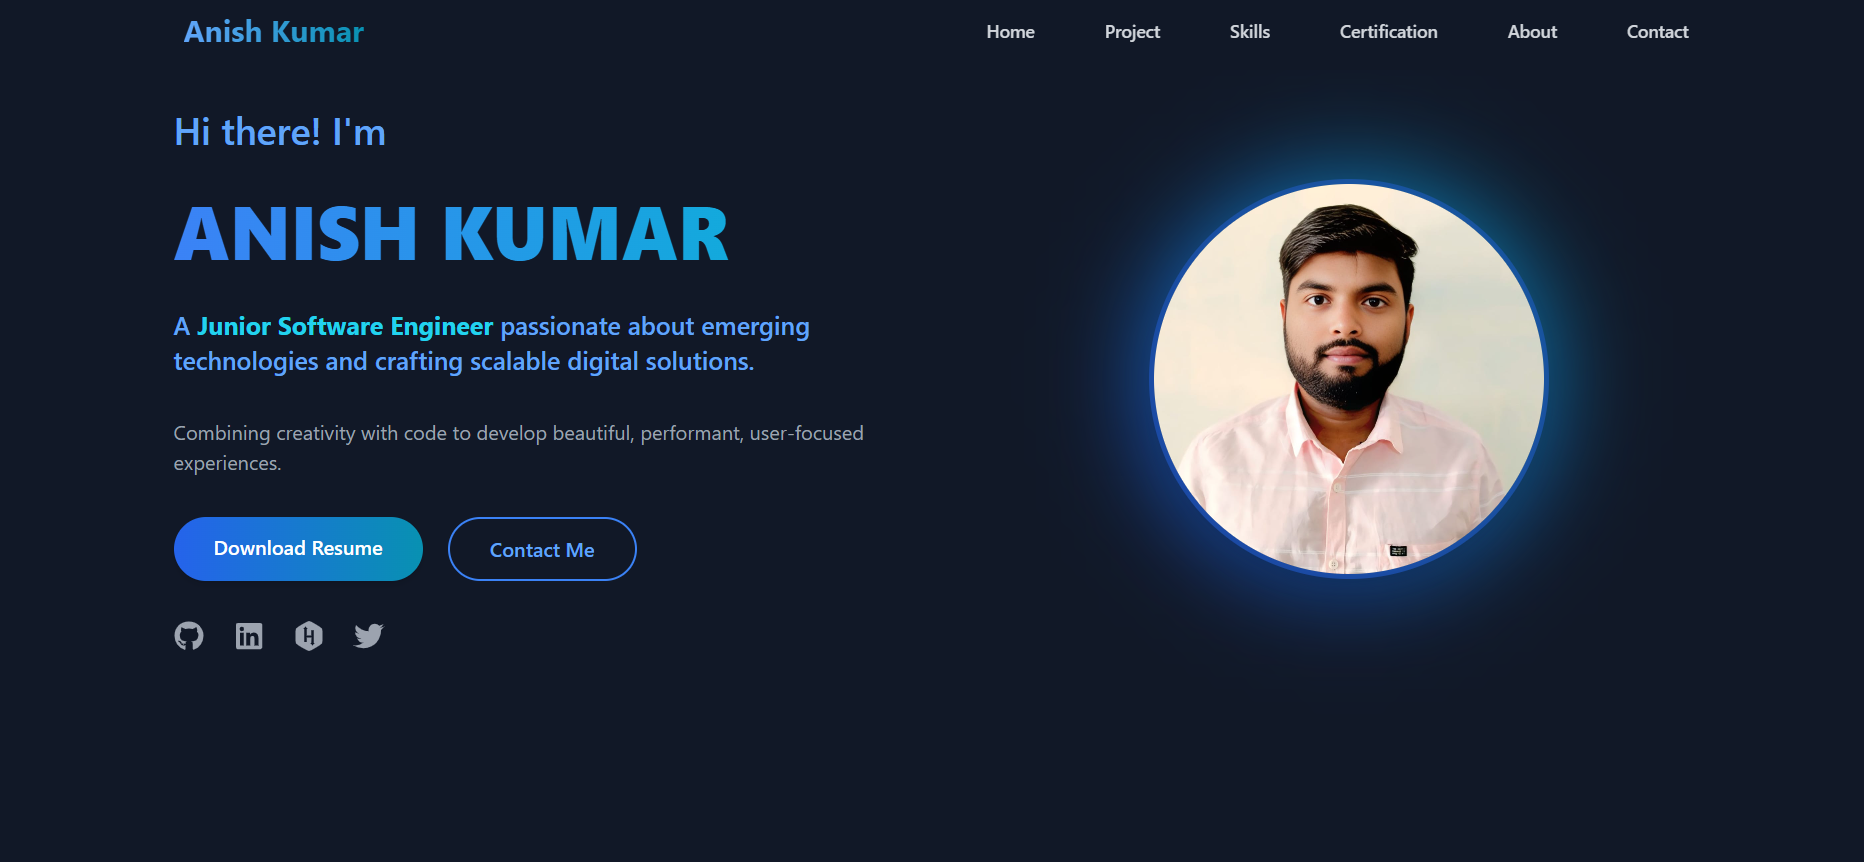 Anish Kumar
Home
Project
Skills
Certification
About
Contact
Hi there! I'm
ANISH KUMAR
A Junior Software Engineer passionate about emerging
technologies and crafting scalable digital solutions.
Combining creativity with code to develop beautiful, performant, user-focused
experiences.
Download Resume
Contact Me